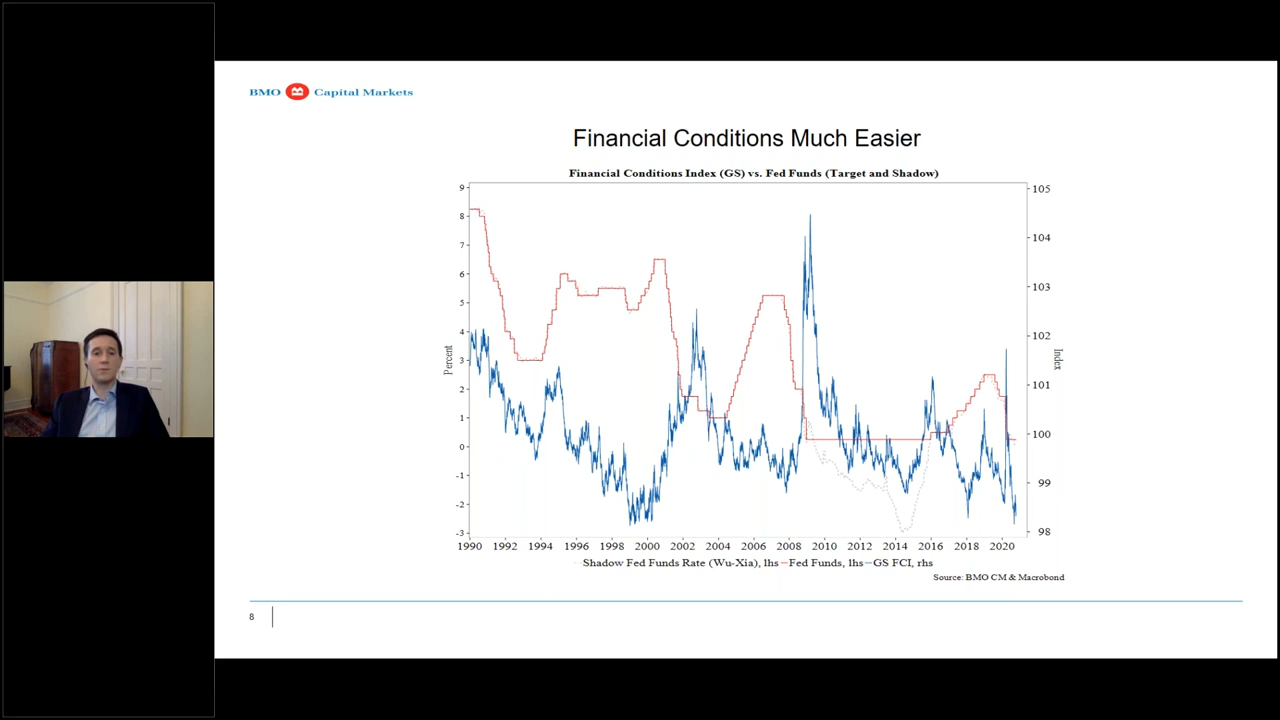 BMO Capital Markets
Financial Conditions Much Easier
Financial Conditions Index (GS) vs. Fed Funds (Target and Shadow)
9
8
7
6
5
4
3
2
1
0
-1
-2
-3
Percent
105
104
103
102
101
100
99
98
Index
1990 1992 1994 1996 1998 2000 2002 2004 2006 2008 2010 2012 2014 2016 2018 2020
Shadow Fed Funds Rate (Wu-Xia), lhs Fed Funds, lhs GS FCI, rhs
Source: BMO CM & Macrobond
8